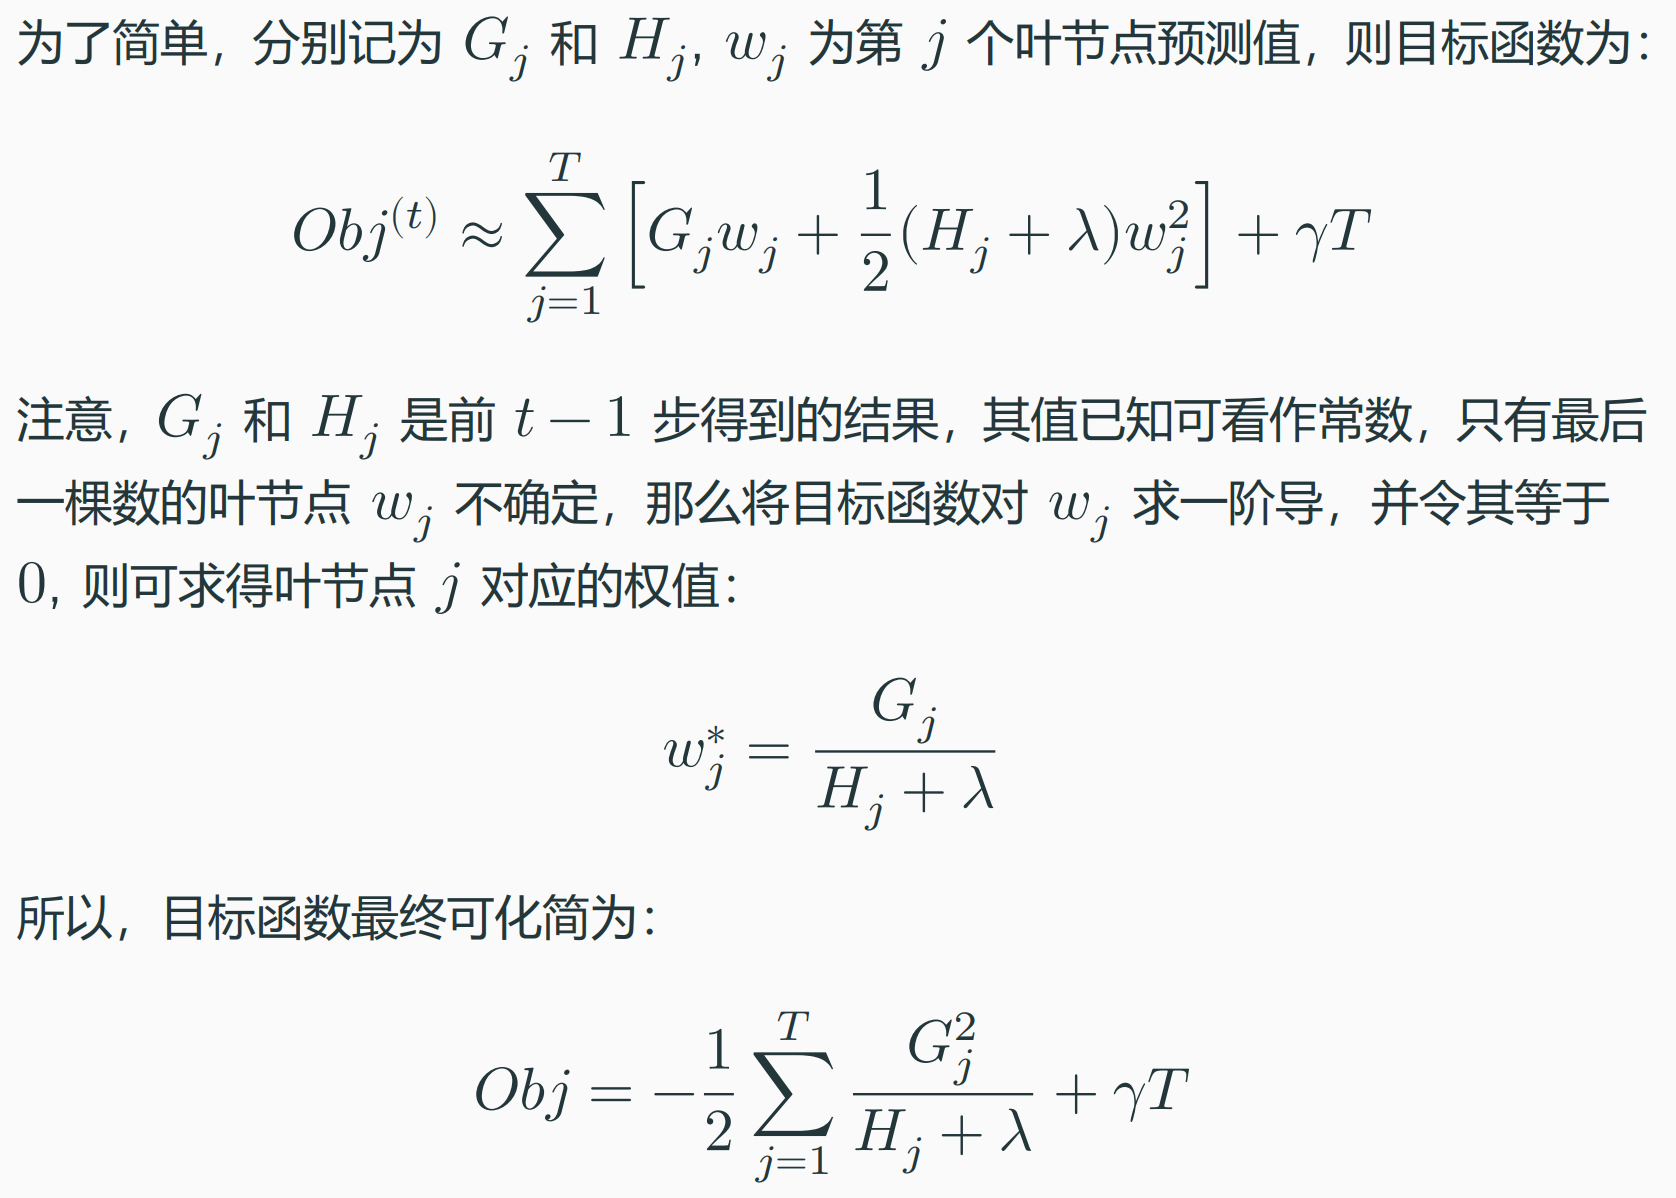 为了简单，分别记为 $G_j$ 和 $H_j$, $w_j$ 为第 $j$ 个叶节点预测值，则目标函数为：
$Obj^{(t)} \approx \sum_{j=1}^{T} \left[ G_j w_j + \frac{1}{2}(H_j + \lambda) w_j^2 \right] + \gamma T$
注意，$G_j$ 和 $H_j$ 是前 $t-1$ 步得到的结果，其值已知可看作常数，只有最后
一棵数的叶节点 $w_j$ 不确定，那么将目标函数对 $w_j$ 求一阶导，并令其等于
$0$, 则可求得叶节点 $j$ 对应的权值：
$w_j^* = \frac{G_j}{H_j + \lambda}$
所以，目标函数最终可化简为：
$Obj = -\frac{1}{2} \sum_{j=1}^{T} \frac{G_j^2}{H_j + \lambda} + \gamma T$